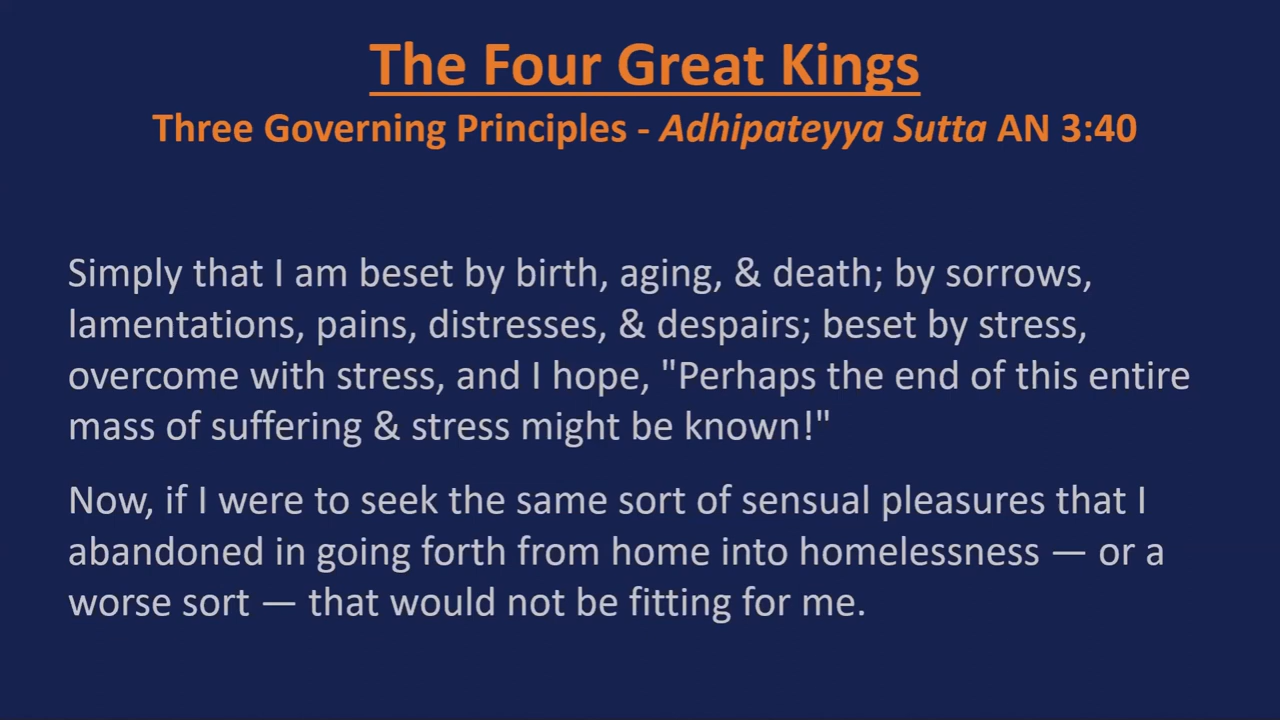 The Four Great Kings
Three Governing Principles - Adhipateyya Sutta AN 3:40
Simply that I am beset by birth, aging, & death; by sorrows,
lamentations, pains, distresses, & despairs; beset by stress,
overcome with stress, and I hope, "Perhaps the end of this entire
mass of suffering & stress might be known!"
Now, if I were to seek the same sort of sensual pleasures that I
abandoned in going forth from home into homelessness — or a
worse sort — that would not be fitting for me.